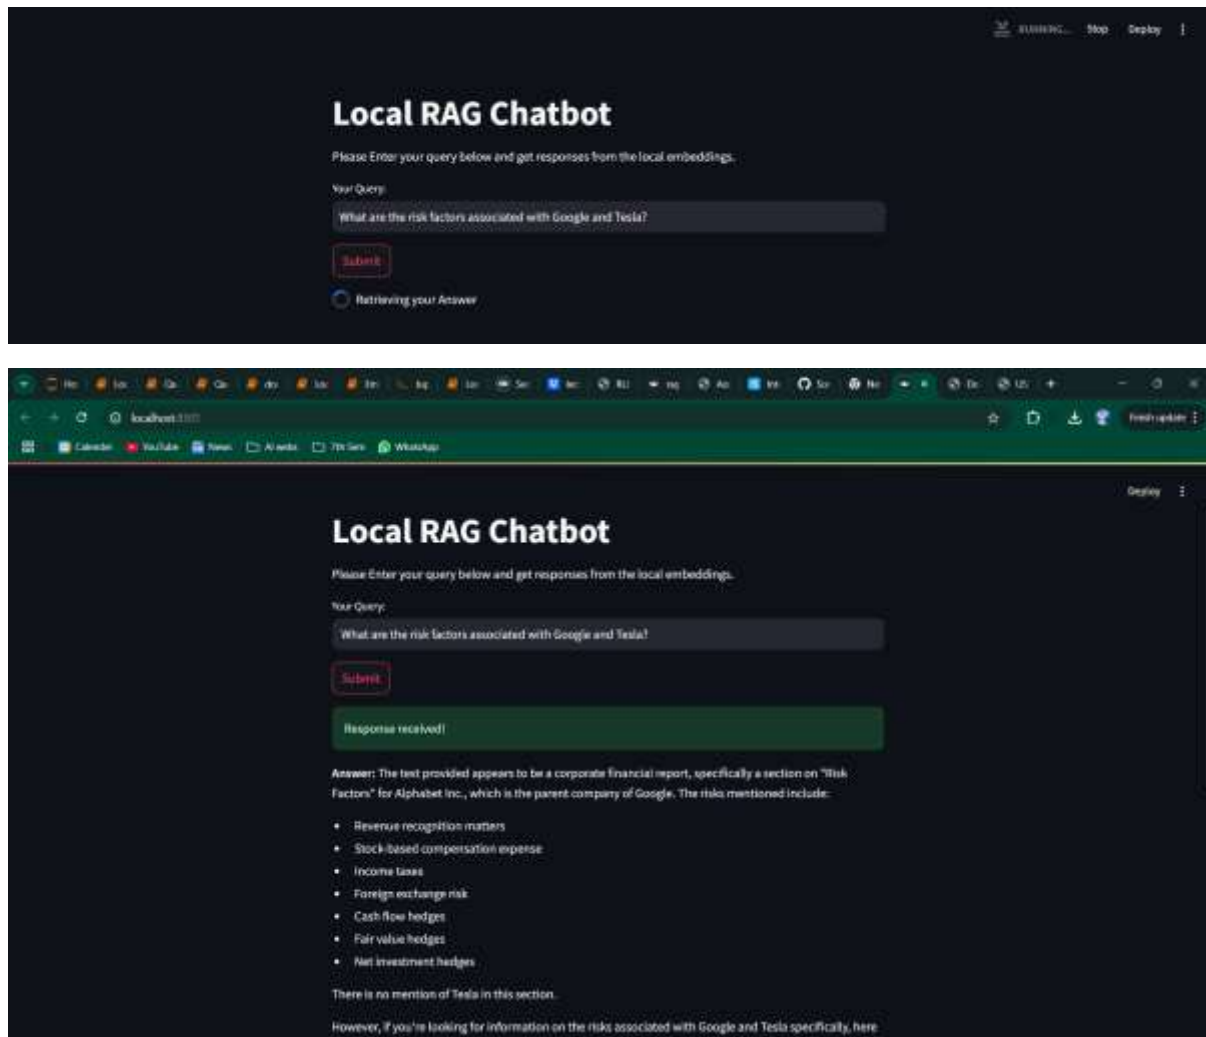 RUNNING... Stop Deploy
Local RAG Chatbot
Please Enter your query below and get responses from the local embeddings.
Your Query:
What are the risk factors associated with Google and Tesla?
Submit
Retrieving your Answer
localhost
Finish update
Calendar YouTube News AI webs 7th Sem WhatsApp
Deploy
Local RAG Chatbot
Please Enter your query below and get responses from the local embeddings.
Your Query:
What are the risk factors associated with Google and Tesla?
Submit
Response received!
Answer: The text provided appears to be a corporate financial report, specifically a section on "Risk
Factors" for Alphabet Inc., which is the parent company of Google. The risks mentioned include:
• Revenue recognition matters
• Stock-based compensation expense
• Income taxes
• Foreign exchange risk
• Cash flow hedges
• Fair value hedges
• Net investment hedges
There is no mention of Tesla in this section.
However, if you're looking for information on the risks associated with Google and Tesla specifically, here